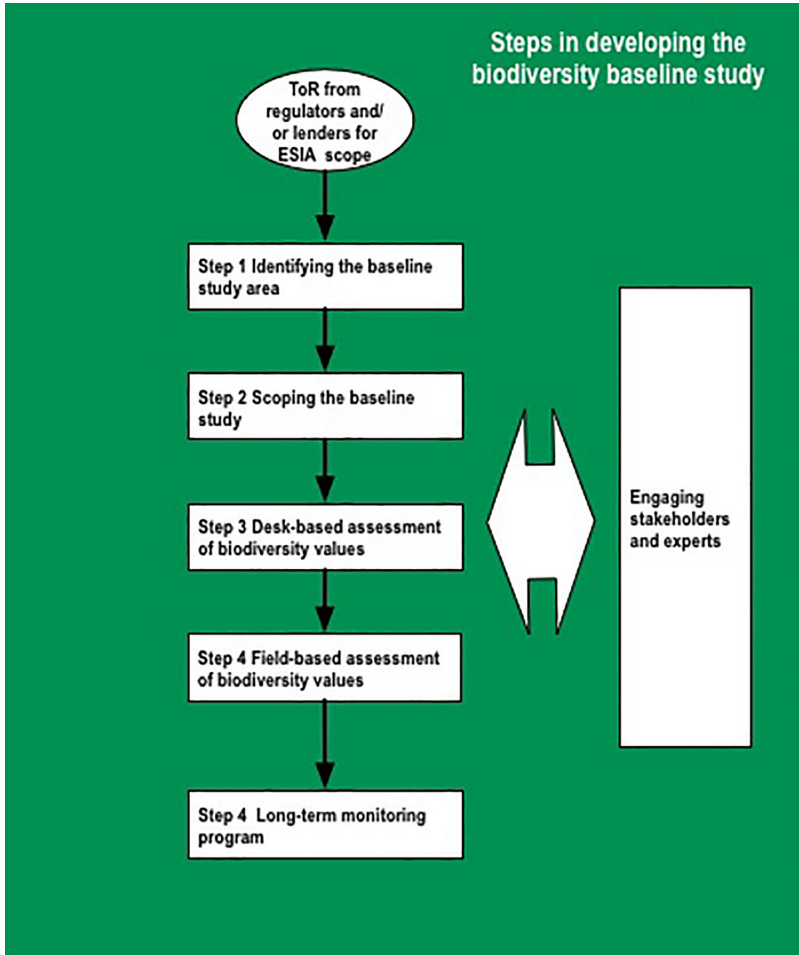 Steps in developing the
biodiversity baseline study
ToR from
regulators and/
or lenders for
ESIA scope
Step 1 Identifying the baseline
study area
Step 2 Scoping the baseline
study
Step 3 Desk-based assessment
of biodiversity values
Step 4 Field-based assessment
of biodiversity values
Step 4 Long-term monitoring
program
Engaging
stakeholders
and experts